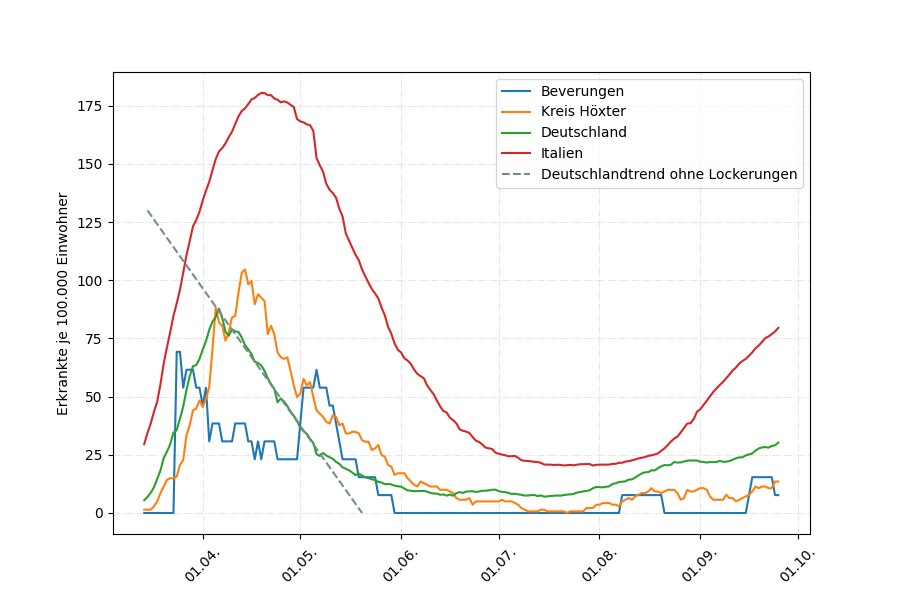 Beverungen
Kreis Höxter
Deutschland
Italien
Deutschlandtrend ohne Lockerungen
Erkrankte je 100.000 Einwohner
175
150
125
100
75
50
25
0
01.04.
01.05.
01.06.
01.07.
01.08.
01.09.
01.10.